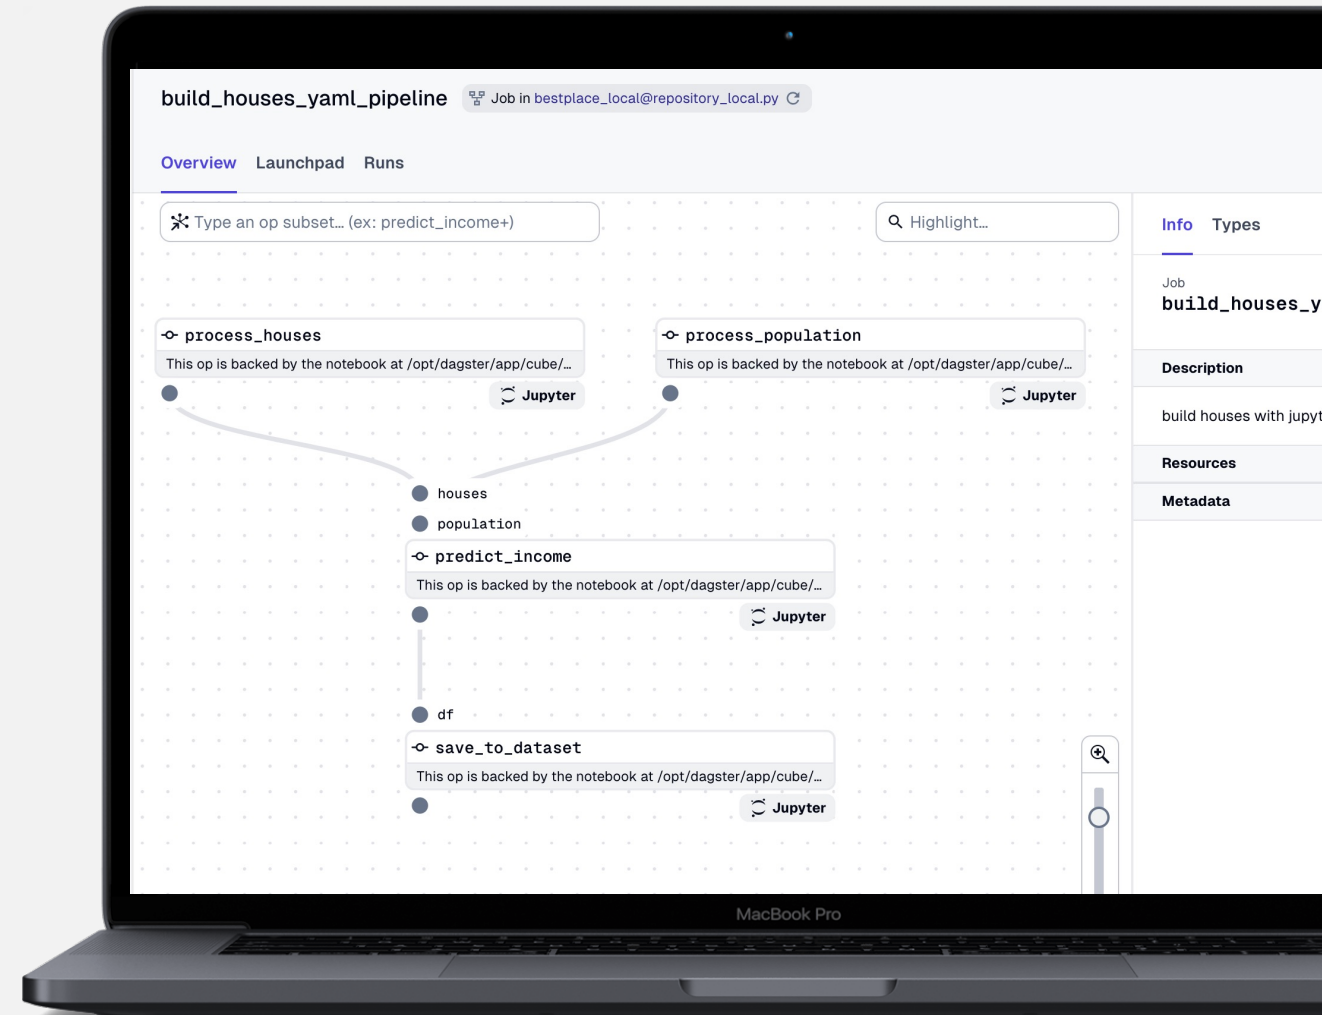 build_houses_yaml_pipeline Job in bestplace_local@repository_local.py
Overview Launchpad Runs
Type an op subset... (ex: predict_income+)
Highlight...
Info Types
Job
build_houses_y
process_houses
This op is backed by the notebook at /opt/dagster/app/cube/...
Jupyter
process_population
This op is backed by the notebook at /opt/dagster/app/cube/...
Jupyter
Description
build houses with jupyt
Resources
Metadata
houses
population
predict_income
This op is backed by the notebook at /opt/dagster/app/cube/...
Jupyter
df
save_to_dataset
This op is backed by the notebook at /opt/dagster/app/cube/...
Jupyter
MacBook Pro